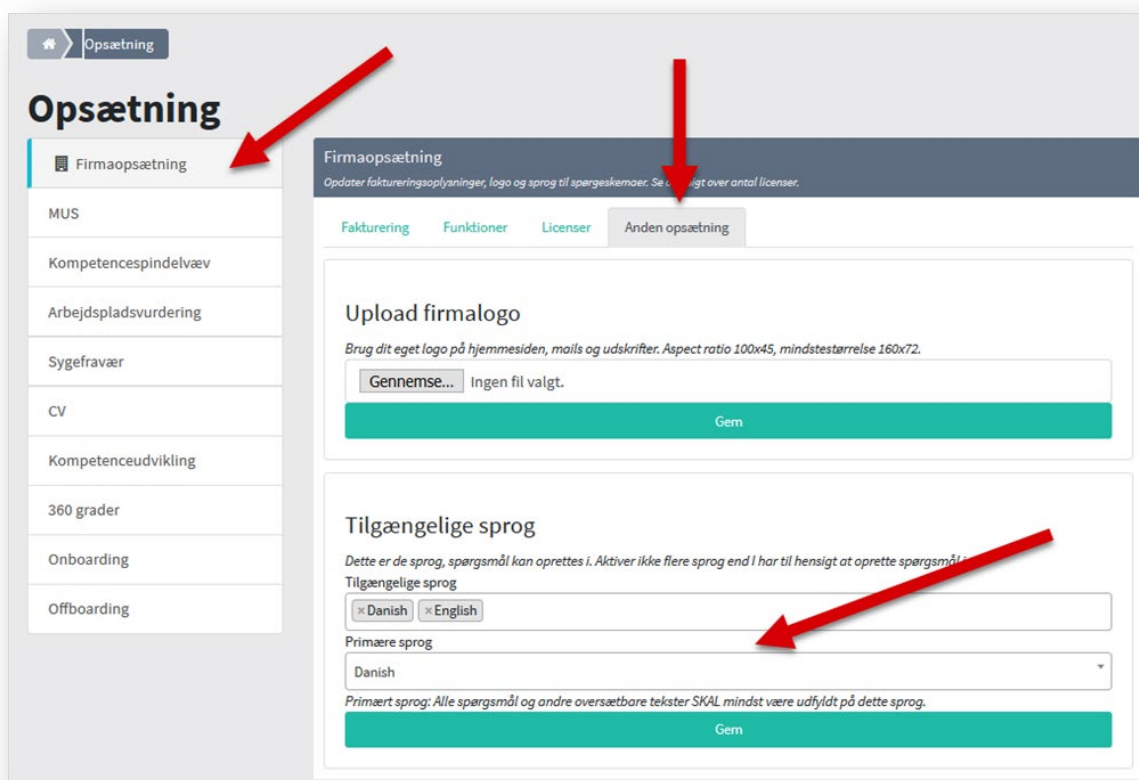 Opsætning
Opsætning
Firmaopsætning
MUS
Kompetencespindelvæv
Arbejdspladsvurdering
Sygefravær
CV
Kompetenceudvikling
360 grader
Onboarding
Offboarding
Firmaopsætning
Opdater faktureringsoplysninger, logo og sprog til spørgeskemaer. Se over antal licenser.
Fakturering Funktioner Licenser Anden opsætning
Upload firmalogo
Brug dit eget logo på hjemmesiden, mails og udskrifter. Aspect ratio 100x45, mindstestørrelse 160x72.
Gennemse... Ingen fil valgt.
Gem
Tilgængelige sprog
Dette er de sprog, spørgsmål kan oprettes i. Aktiver ikke flere sprog end I har til hensigt at oprette spørgsmål
Tilgængelige sprog
×Danish ×English
Primære sprog
Danish
Primært sprog: Alle spørgsmål og andre oversætbare tekster SKAL mindst være udfyldt på dette sprog.
Gem